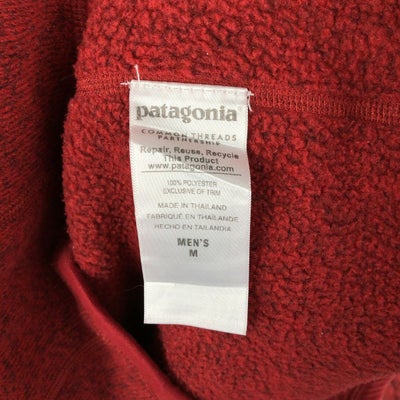 patagonia
COMMON THREADS
PARTNERSHIP
Repair, Reuse, Recycle
This Product
www.patagonia.com
100% POLYESTER
EXCLUSIVE OF TRIM
MADE IN THAILAND
FABRIQUÉ EN THAILANDE
HECHO EN TAILANDIA
MEN'S
M